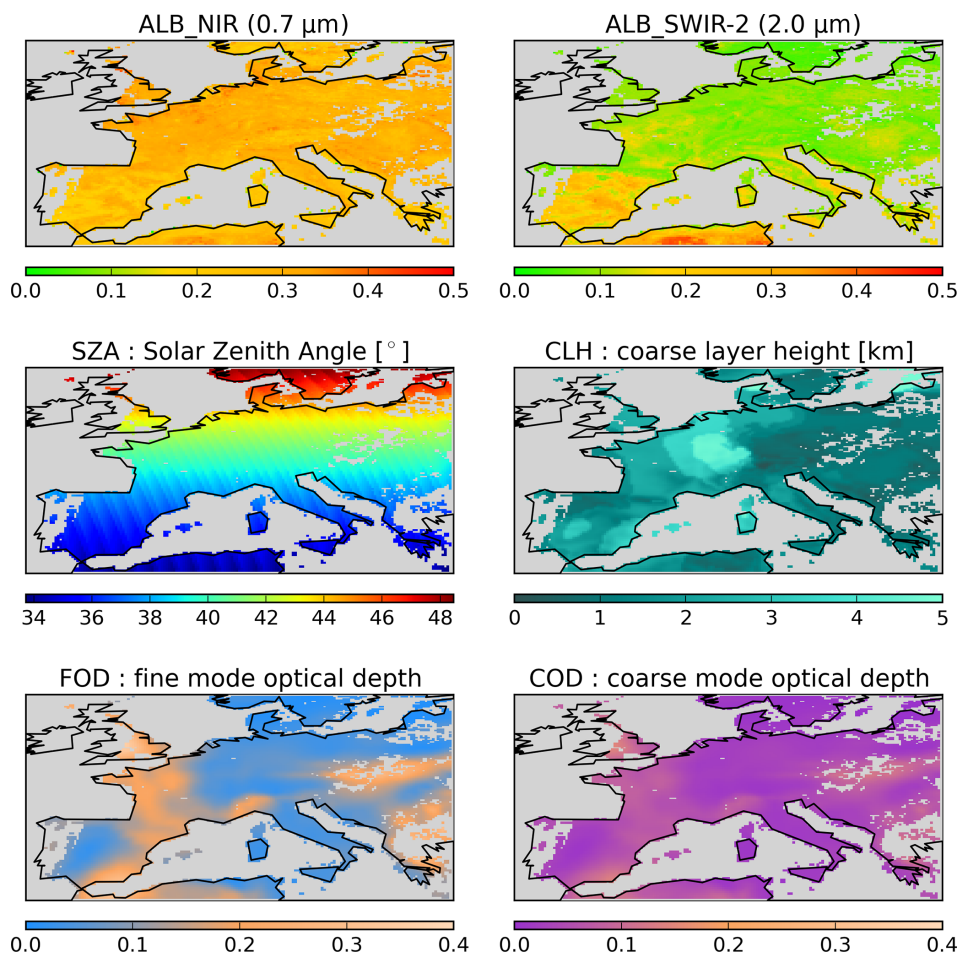 ALB_NIR (0.7 μm)
ALB_SWIR-2 (2.0 μm)
0.0 0.1 0.2 0.3 0.4 0.5
0.0 0.1 0.2 0.3 0.4 0.5
SZA : Solar Zenith Angle [°]
CLH : coarse layer height [km]
34 36 38 40 42 44 46 48
0 1 2 3 4 5
FOD : fine mode optical depth
COD : coarse mode optical depth
0.0 0.1 0.2 0.3 0.4
0.0 0.1 0.2 0.3 0.4